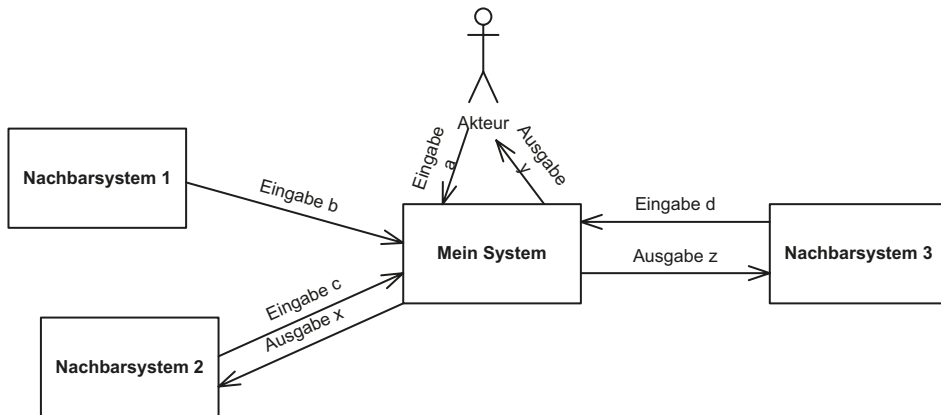 Akteur
Eingabe
a
Ausgabe
y
Nachbarsystem 1
Eingabe b
Mein System
Eingabe d
Ausgabe z
Nachbarsystem 3
Eingabe c
Ausgabe x
Nachbarsystem 2